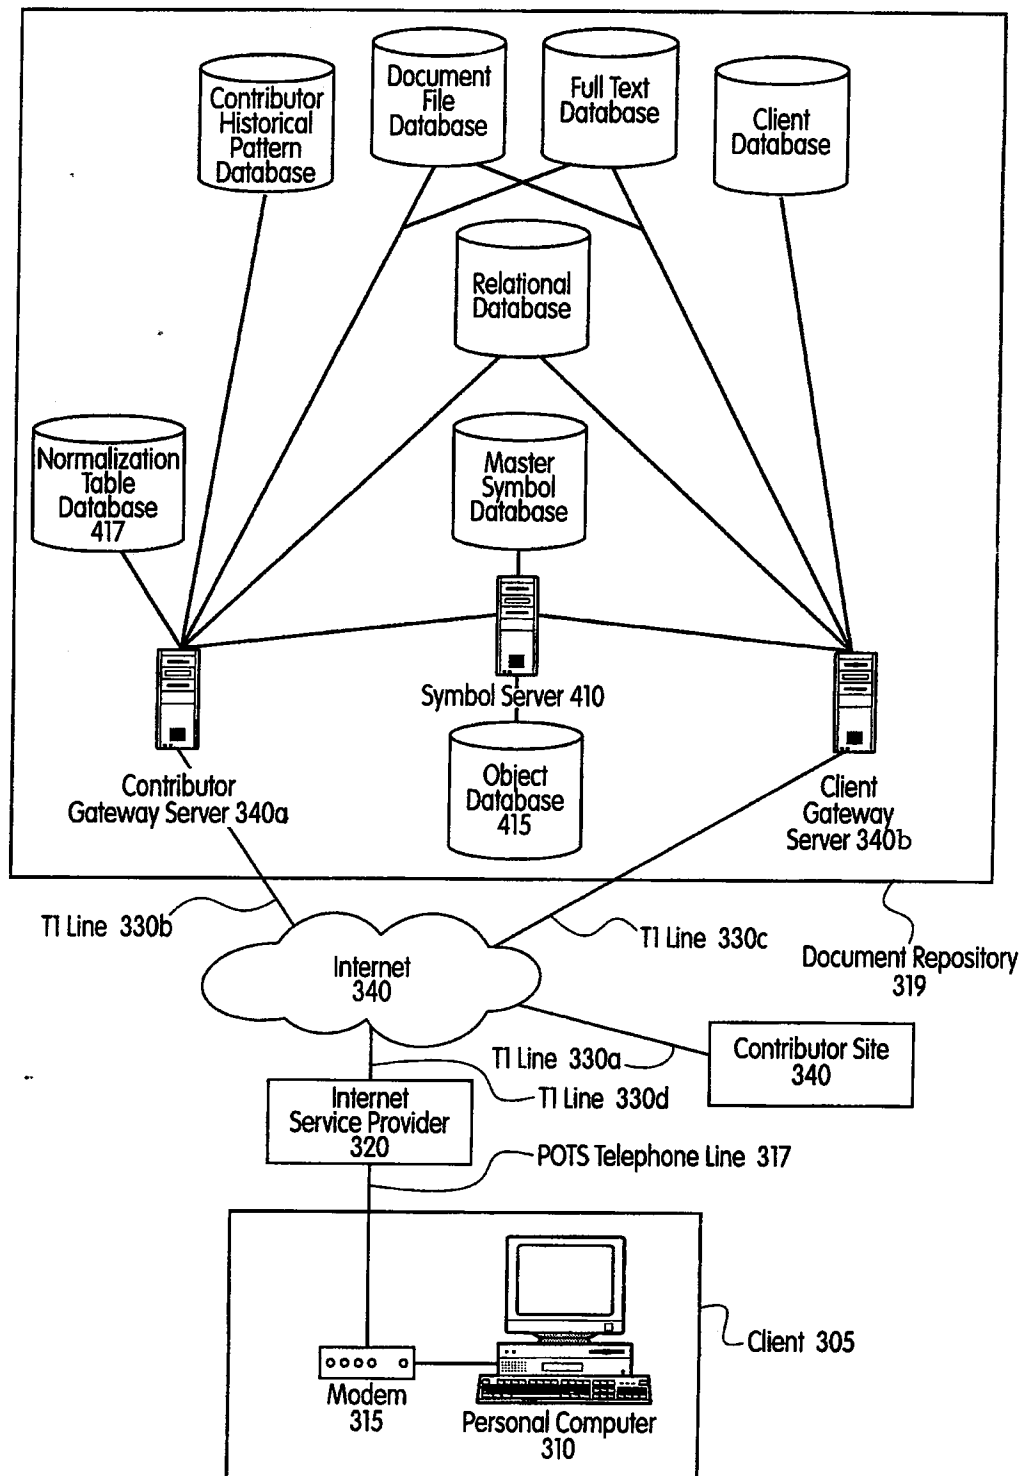 Contributor
Historical
Pattern
Database
Document
File
Database
Full Text
Database
Client
Database
Relational
Database
Normalization
Table
Database
417
Master
Symbol
Database
Symbol Server 410
Contributor
Gateway Server 340a
Object
Database
415
Client
Gateway
Server 340b
T1 Line 330b
T1 Line 330c
Document Repository
319
Internet
340
T1 Line 330a
Contributor Site
340
T1 Line 330d
Internet
Service Provider
320
POTS Telephone Line 317
Client 305
Modem
315
Personal Computer
310